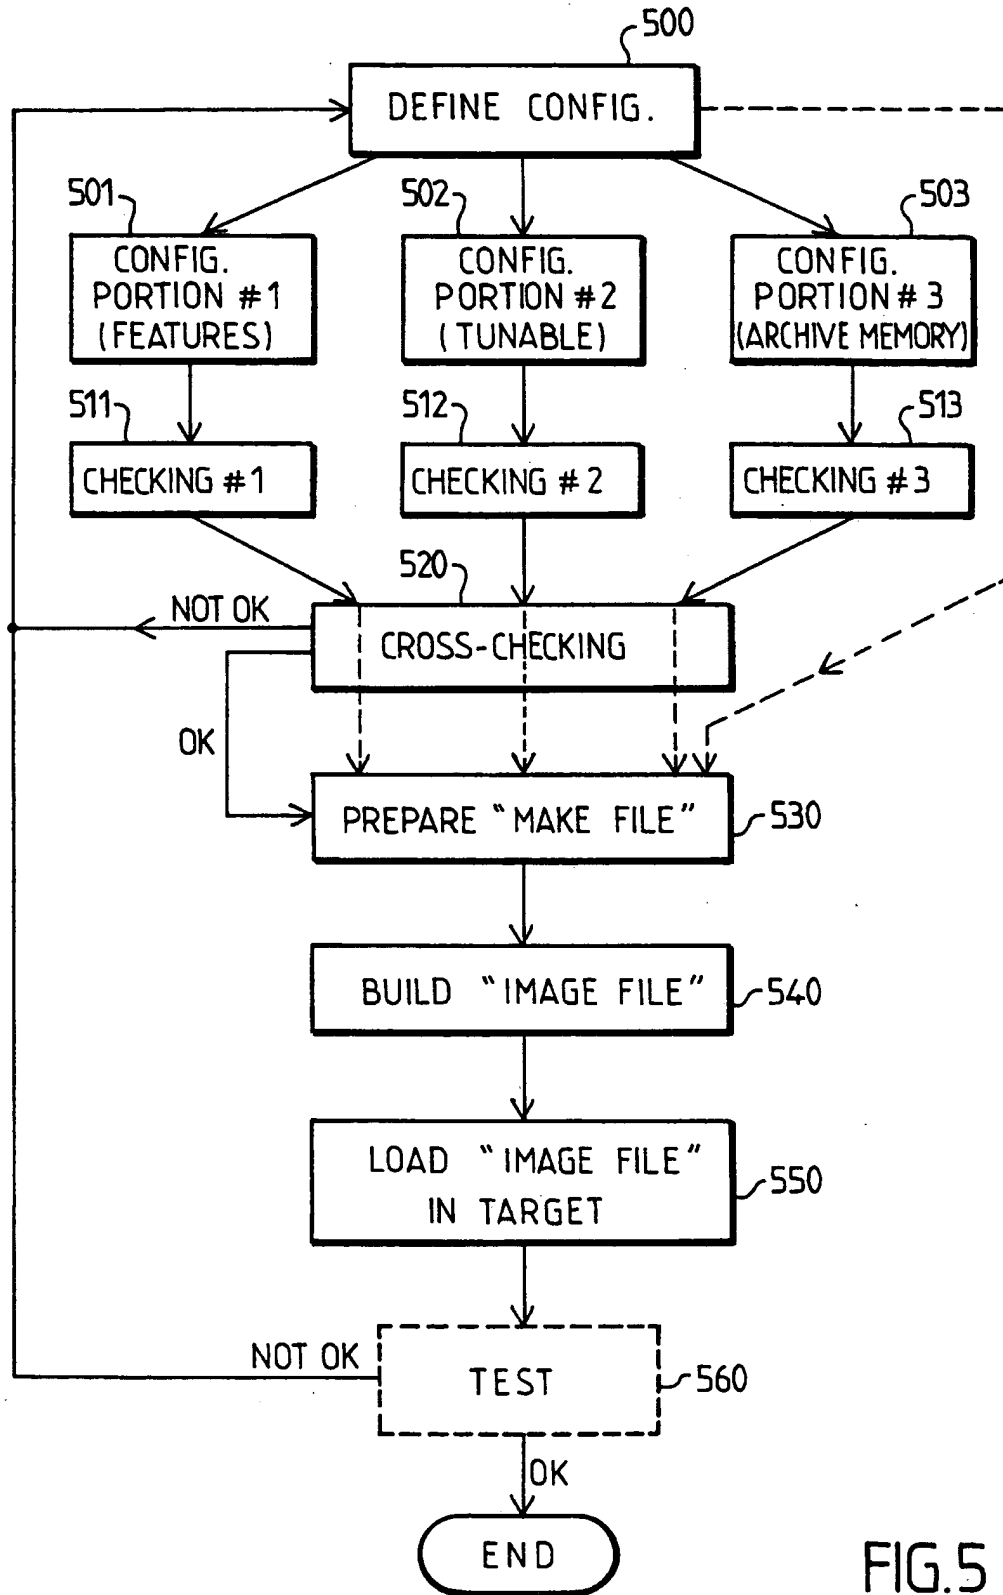 500
DEFINE CONFIG.
501
502
503
CONFIG.
PORTION #1
(FEATURES)
CONFIG.
PORTION #2
(TUNABLE)
CONFIG.
PORTION #3
(ARCHIVE MEMORY)
511
512
513
CHECKING #1
CHECKING #2
CHECKING #3
520
NOT OK
CROSS-CHECKING
OK
PREPARE "MAKE FILE"
530
BUILD "IMAGE FILE"
540
LOAD "IMAGE FILE"
IN TARGET
550
NOT OK
TEST
560
OK
END
FIG.5